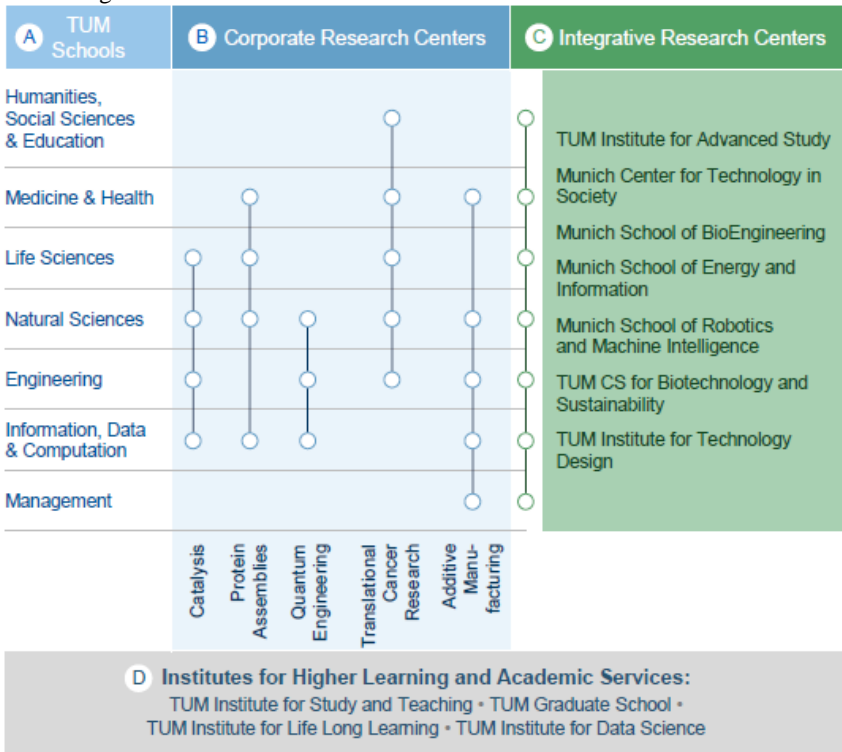 A TUM
Schools
B Corporate Research Centers
C Integrative Research Centers
Humanities,
Social Sciences
& Education
Medicine & Health
Life Sciences
Natural Sciences
Engineering
Information, Data
& Computation
Management
TUM Institute for Advanced Study
Munich Center for Technology in
Society
Munich School of BioEngineering
Munich School of Energy and
Information
Munich School of Robotics
and Machine Intelligence
TUM CS for Biotechnology and
Sustainability
TUM Institute for Technology
Design
Catalysis
Protein
Assemblies
Quantum
Engineering
Translational
Cancer
Research
Additive
Manu-
facturing
D Institutes for Higher Learning and Academic Services:
TUM Institute for Study and Teaching • TUM Graduate School •
TUM Institute for Life Long Learning • TUM Institute for Data Science